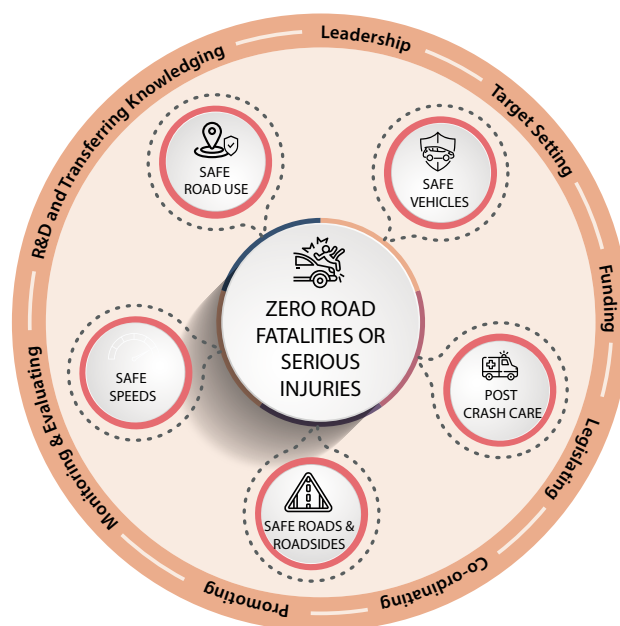 Leadership
Target Setting
Funding
Legislating
Co-ordinating
Promoting
Monitoring & Evaluating
R&D and Transferring Knowledging
SAFE
ROAD USE
SAFE
VEHICLES
ZERO ROAD
FATALITIES OR
SERIOUS
INJURIES
SAFE
SPEEDS
POST
CRASH CARE
SAFE ROADS &
ROADSIDES